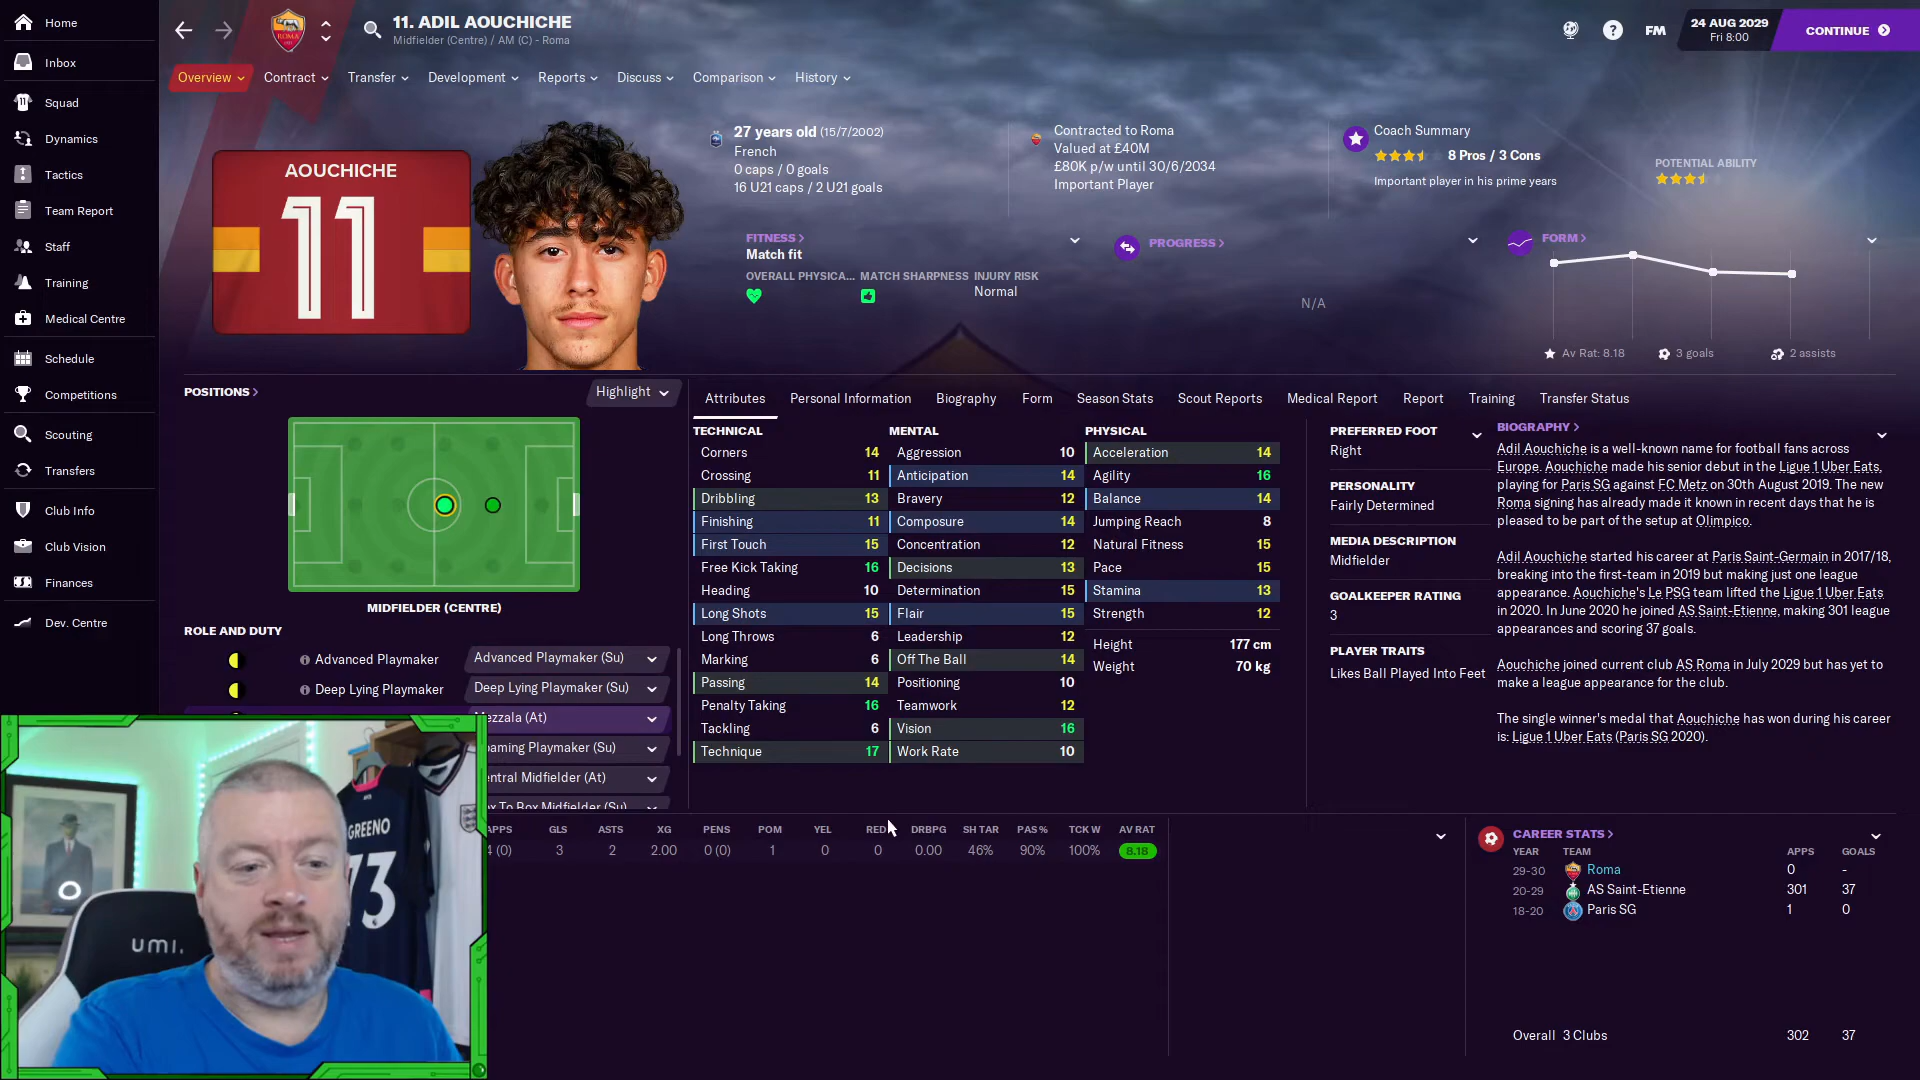 Home
Inbox
Squad
Dynamics
Tactics
Team Report
Staff
Training
Medical Centre
Schedule
Competitions
Scouting
Transfers
Club Info
Club Vision
Finances
Dev. Centre
11. ADIL AOUCHICHE
Midfielder (Centre) / AM (C) - Roma
FM
24 AUG 2029
Fri 8:00
CONTINUE
Overview
Contract
Transfer
Development
Reports
Discuss
Comparison
History
AOUCHICHE
11
27 years old (15/7/2002)
French
0 caps / 0 goals
16 U21 caps / 2 U21 goals
Contracted to Roma
Valued at £40M
£80K p/w until 30/6/2034
Important Player
Coach Summary
8 Pros / 3 Cons
Important player in his prime years
POTENTIAL ABILITY
FITNESS >
Match fit
OVERALL PHYSICA... MATCH SHARPNESS INJURY RISK
Normal
PROGRESS >
N/A
FORM >
Av Rat: 8.18
3 goals
2 assists
POSITIONS >
Highlight
MIDFIELDER (CENTRE)
ROLE AND DUTY
Advanced Playmaker Advanced Playmaker (Su)
Deep Lying Playmaker Deep Lying Playmaker (Su)
Mezzala (At)
oaming Playmaker (Su)
entral Midfielder (At)
ox To Box Midfielder (Su)
Attributes
Personal Information
Biography
Form
Season Stats
Scout Reports
Medical Report
Report
Training
Transfer Status
TECHNICAL
Corners 14
Crossing 11
Dribbling 13
Finishing 11
First Touch 15
Free Kick Taking 16
Heading 10
Long Shots 15
Long Throws 6
Marking 6
Passing 14
Penalty Taking 16
Tackling 6
Technique 17
MENTAL
Aggression 10
Anticipation 14
Bravery 12
Composure 14
Concentration 12
Decisions 13
Determination 15
Flair 15
Leadership 12
Off The Ball 14
Positioning 10
Teamwork 12
Vision 16
Work Rate 10
PHYSICAL
Acceleration 14
Agility 16
Balance 14
Jumping Reach 8
Natural Fitness 15
Pace 15
Stamina 13
Strength 12
Height 177 cm
Weight 70 kg
PREFERRED FOOT
Right
PERSONALITY
Fairly Determined
MEDIA DESCRIPTION
Midfielder
GOALKEEPER RATING
3
PLAYER TRAITS
Likes Ball Played Into Feet
BIOGRAPHY >
Adil Aouchiche is a well-known name for football fans across
Europe. Aouchiche made his senior debut in the Ligue 1 Uber Eats,
playing for Paris SG against FC Metz on 30th August 2019. The new
Roma signing has already made it known in recent days that he is
pleased to be part of the setup at Olimpico.
Adil Aouchiche started his career at Paris Saint-Germain in 2017/18,
breaking into the first-team in 2019 but making just one league
appearance. Aouchiche's Le PSG team lifted the Ligue 1 Uber Eats
in 2020. In June 2020 he joined AS Saint-Etienne, making 301 league
appearances and scoring 37 goals.
Aouchiche joined current club AS Roma in July 2029 but has yet to
make a league appearance for the club.
The single winner's medal that Aouchiche has won during his career
is: Ligue 1 Uber Eats (Paris SG 2020).
APPS GLS ASTS XG PENS POM YEL RED DRBPG SH TAR PAS % TCK W AV RAT
4 (0) 3 2 2.00 0 (0) 1 0 0 0.00 46% 90% 100% 8.18
CAREER STATS >
YEAR TEAM APPS GOALS
29-30 Roma 0 -
20-29 AS Saint-Etienne 301 37
18-20 Paris SG 1 0
Overall 3 Clubs 302 37
GREENO
73
umi.